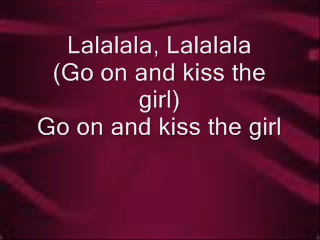 Lalalala, Lalalala
(Go on and kiss the
girl)
Go on and kiss the girl